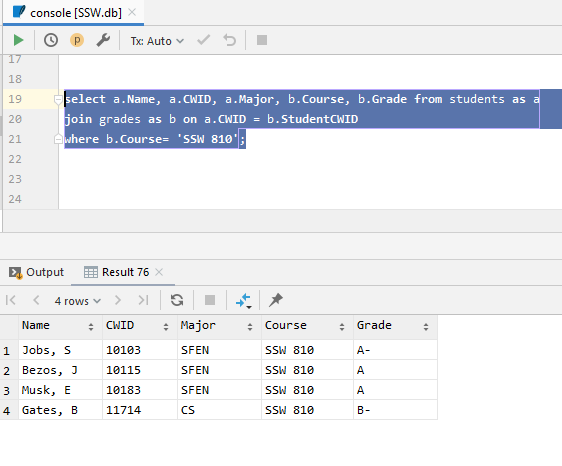 console [SSW.db]
Tx: Auto
17
18
19 select a.Name, a.CWID, a.Major, b.Course, b.Grade from students as a
20 join grades as b on a.CWID = b.StudentCWID
21 where b.Course= 'SSW 810';
22
23
24
Output Result 76
4 rows
Name CWID Major Course Grade
1 Jobs, S 10103 SFEN SSW 810 A-
2 Bezos, J 10115 SFEN SSW 810 A
3 Musk, E 10183 SFEN SSW 810 A
4 Gates, B 11714 CS SSW 810 B-